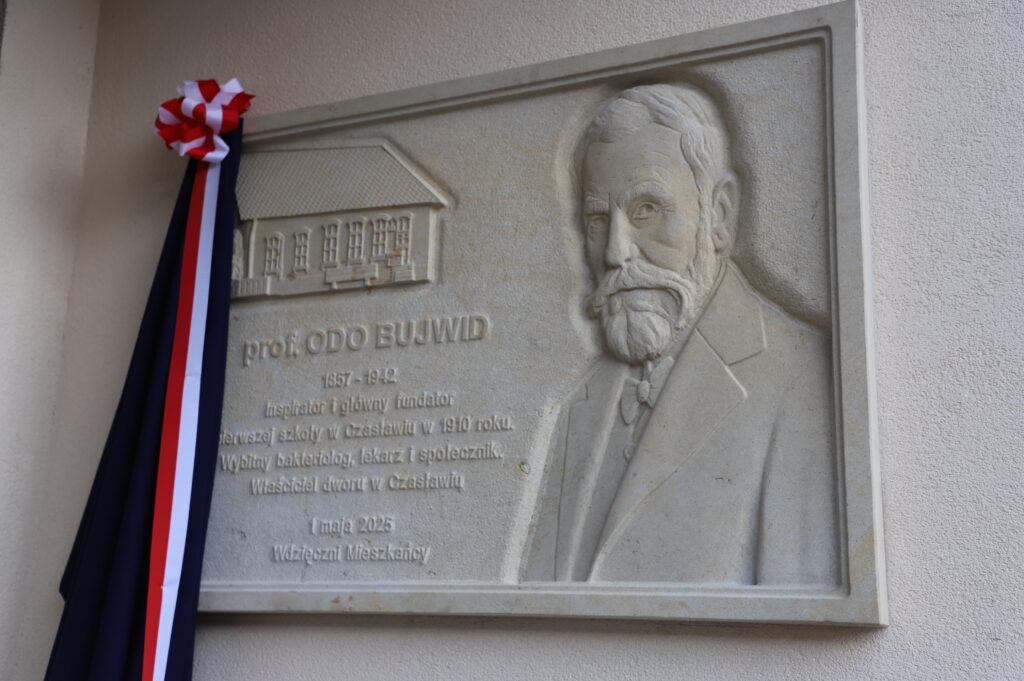 prof. ODO BUJWID
1857 - 1942
Inspirator i główny fundator
pierwszej szkoły w Czasławiu w 1910 roku.
Wybitny bakteriolog, lekarz i społecznik.
Właściciel dworu w Czasławiu
1 maja 2025
Wdzięczni Mieszkańcy